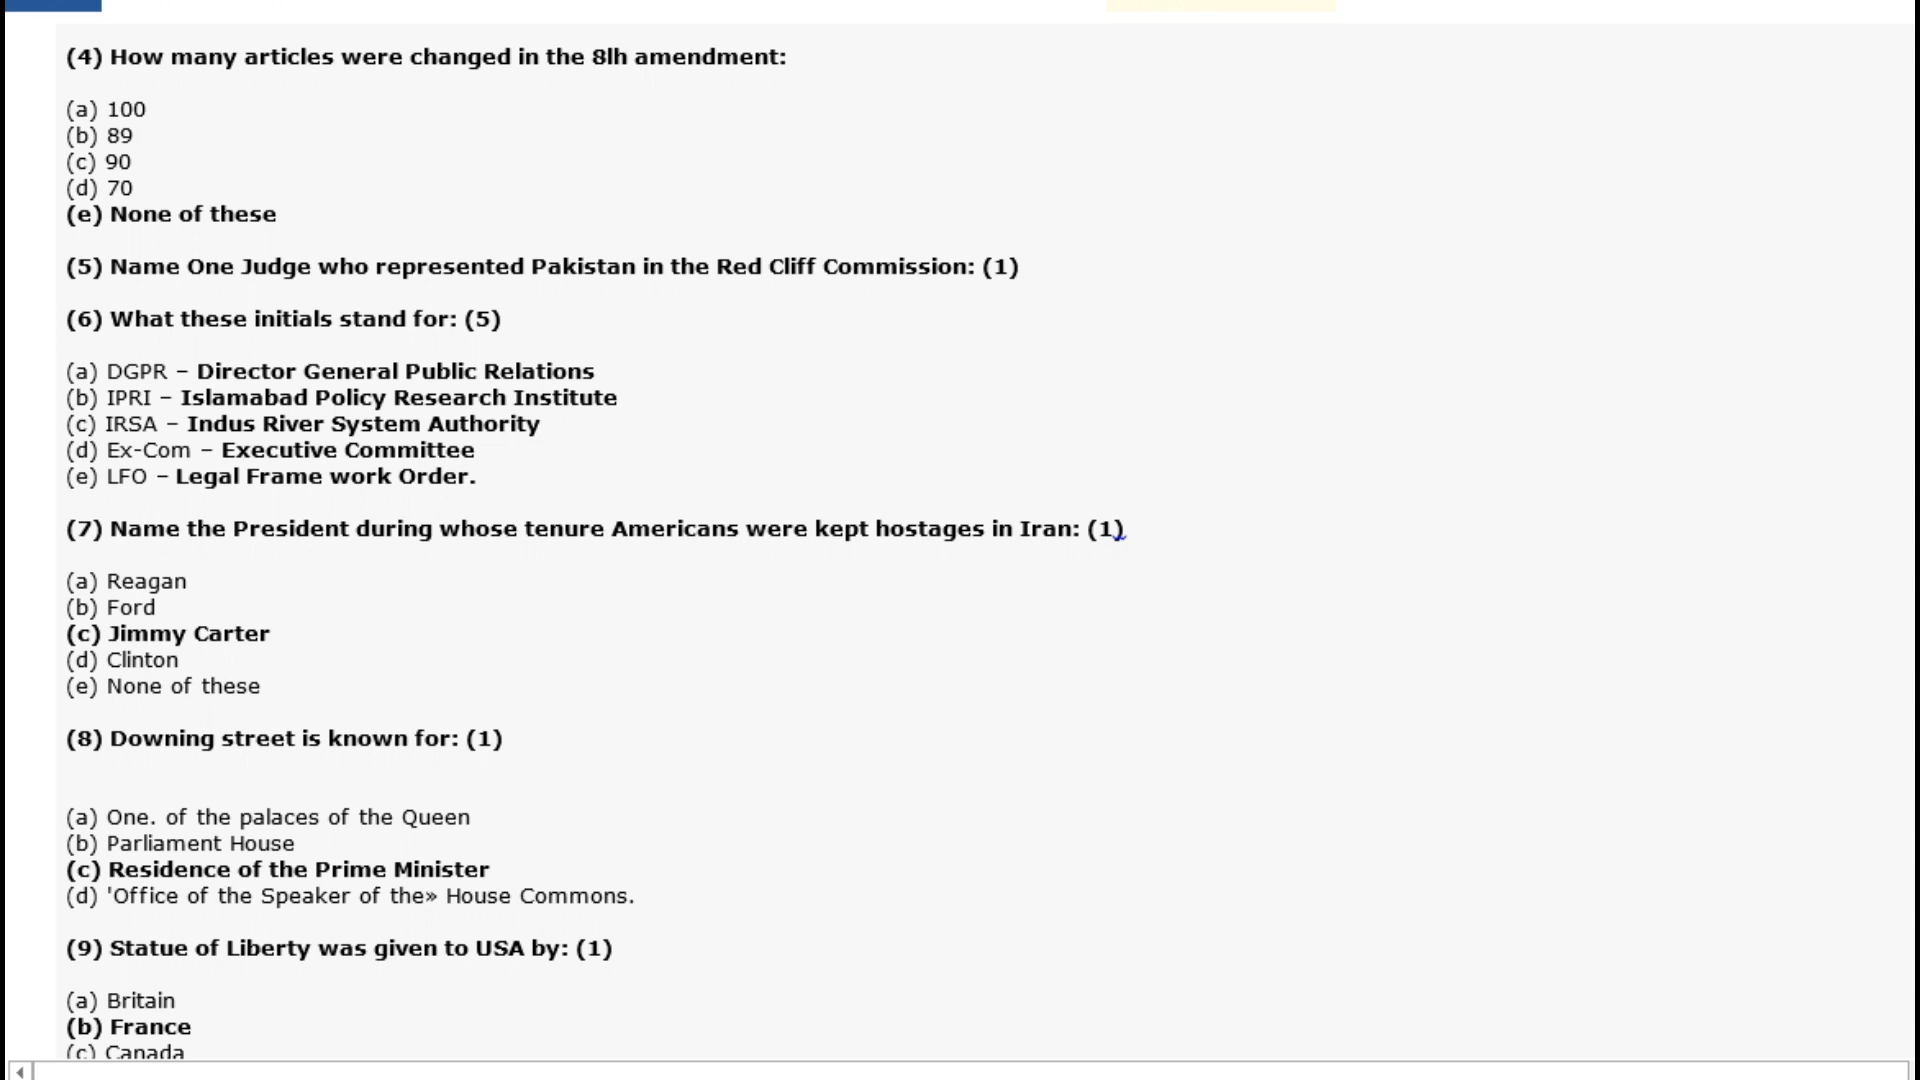 (4) How many articles were changed in the 8lh amendment:
(a) 100
(b) 89
(c) 90
(d) 70
(e) None of these
(5) Name One Judge who represented Pakistan in the Red Cliff Commission: (1)
(6) What these initials stand for: (5)
(a) DGPR – Director General Public Relations
(b) IPRI – Islamabad Policy Research Institute
(c) IRSA – Indus River System Authority
(d) Ex-Com – Executive Committee
(e) LFO – Legal Frame work Order.
(7) Name the President during whose tenure Americans were kept hostages in Iran: (1)
(a) Reagan
(b) Ford
(c) Jimmy Carter
(d) Clinton
(e) None of these
(8) Downing street is known for: (1)
(a) One. of the palaces of the Queen
(b) Parliament House
(c) Residence of the Prime Minister
(d) 'Office of the Speaker of the» House Commons.
(9) Statue of Liberty was given to USA by: (1)
(a) Britain
(b) France
(c) Canada